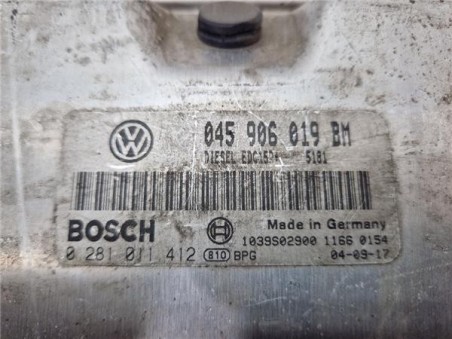 045 906 019 BM
DIESEL EDC15P+ 5181
BOSCH
Made in Germany
1039S02900 1166 0154
0 281 011 412 810 BPG 04-09-17